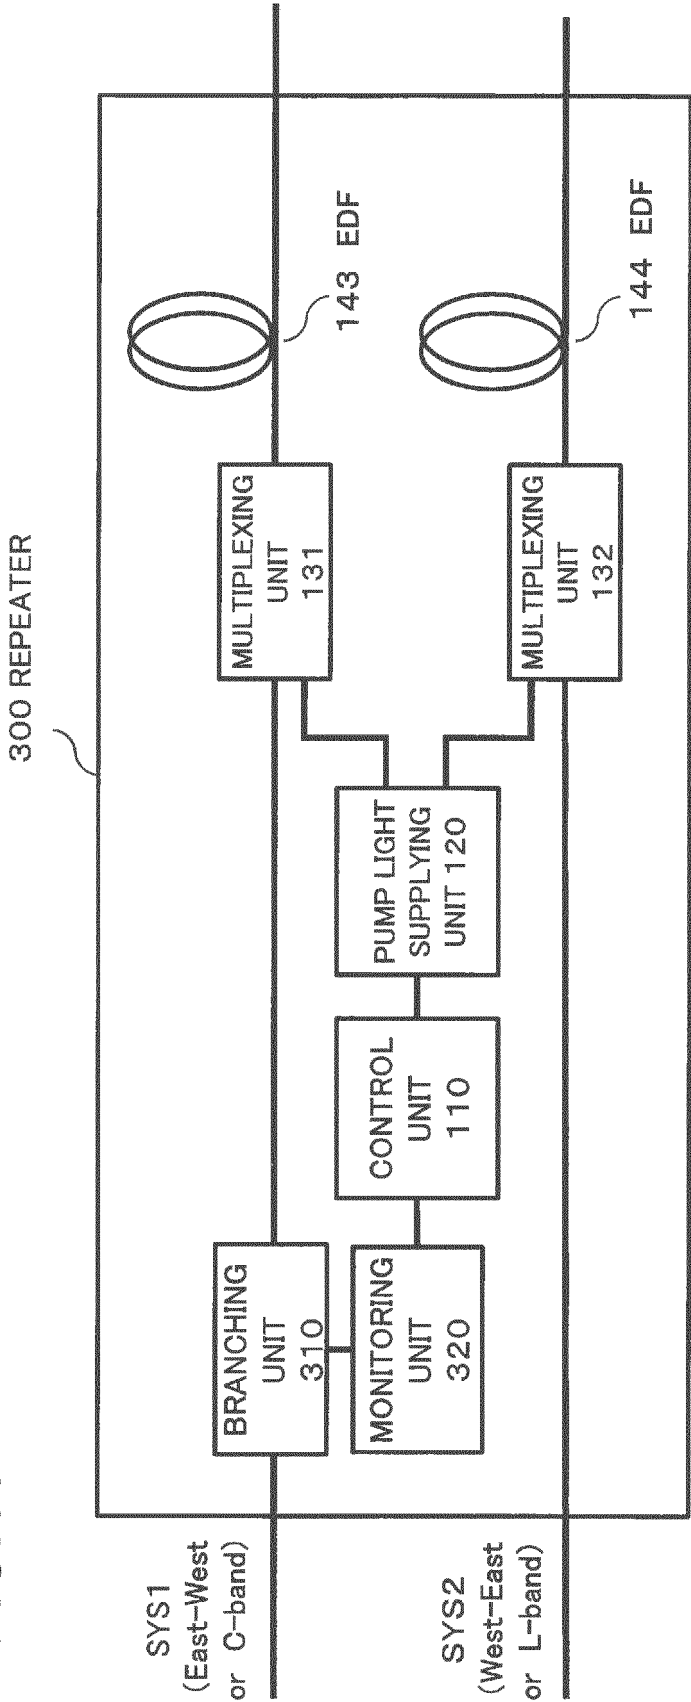 300 REPEATER
SYS1
(East-West
or C-band)
BRANCHING
UNIT
310
MONITORING
UNIT
320
CONTROL
UNIT
110
PUMP LIGHT
SUPPLYING
UNIT 120
MULTIPLEXING
UNIT
131
143 EDF
SYS2
(West-East
or L-band)
MULTIPLEXING
UNIT
132
144 EDF